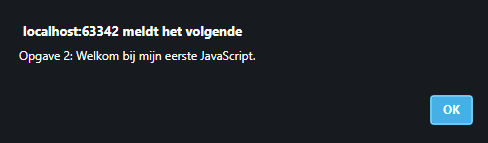 localhost:63342 meldt het volgende
Opgave 2: Welkom bij mijn eerste JavaScript.
OK